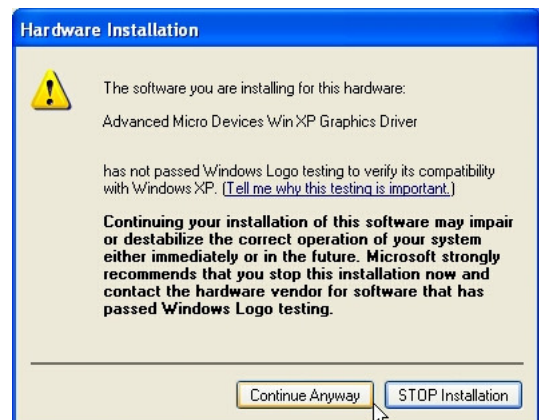 Hardware Installation
The software you are installing for this hardware:
Advanced Micro Devices Win XP Graphics Driver
has not passed Windows Logo testing to verify its compatibility
with Windows XP. (Tell me why this testing is important.)
Continuing your installation of this software may impair
or destabilize the correct operation of your system
either immediately or in the future. Microsoft strongly
recommends that you stop this installation now and
contact the hardware vendor for software that has
passed Windows Logo testing.
Continue Anyway
STOP Installation